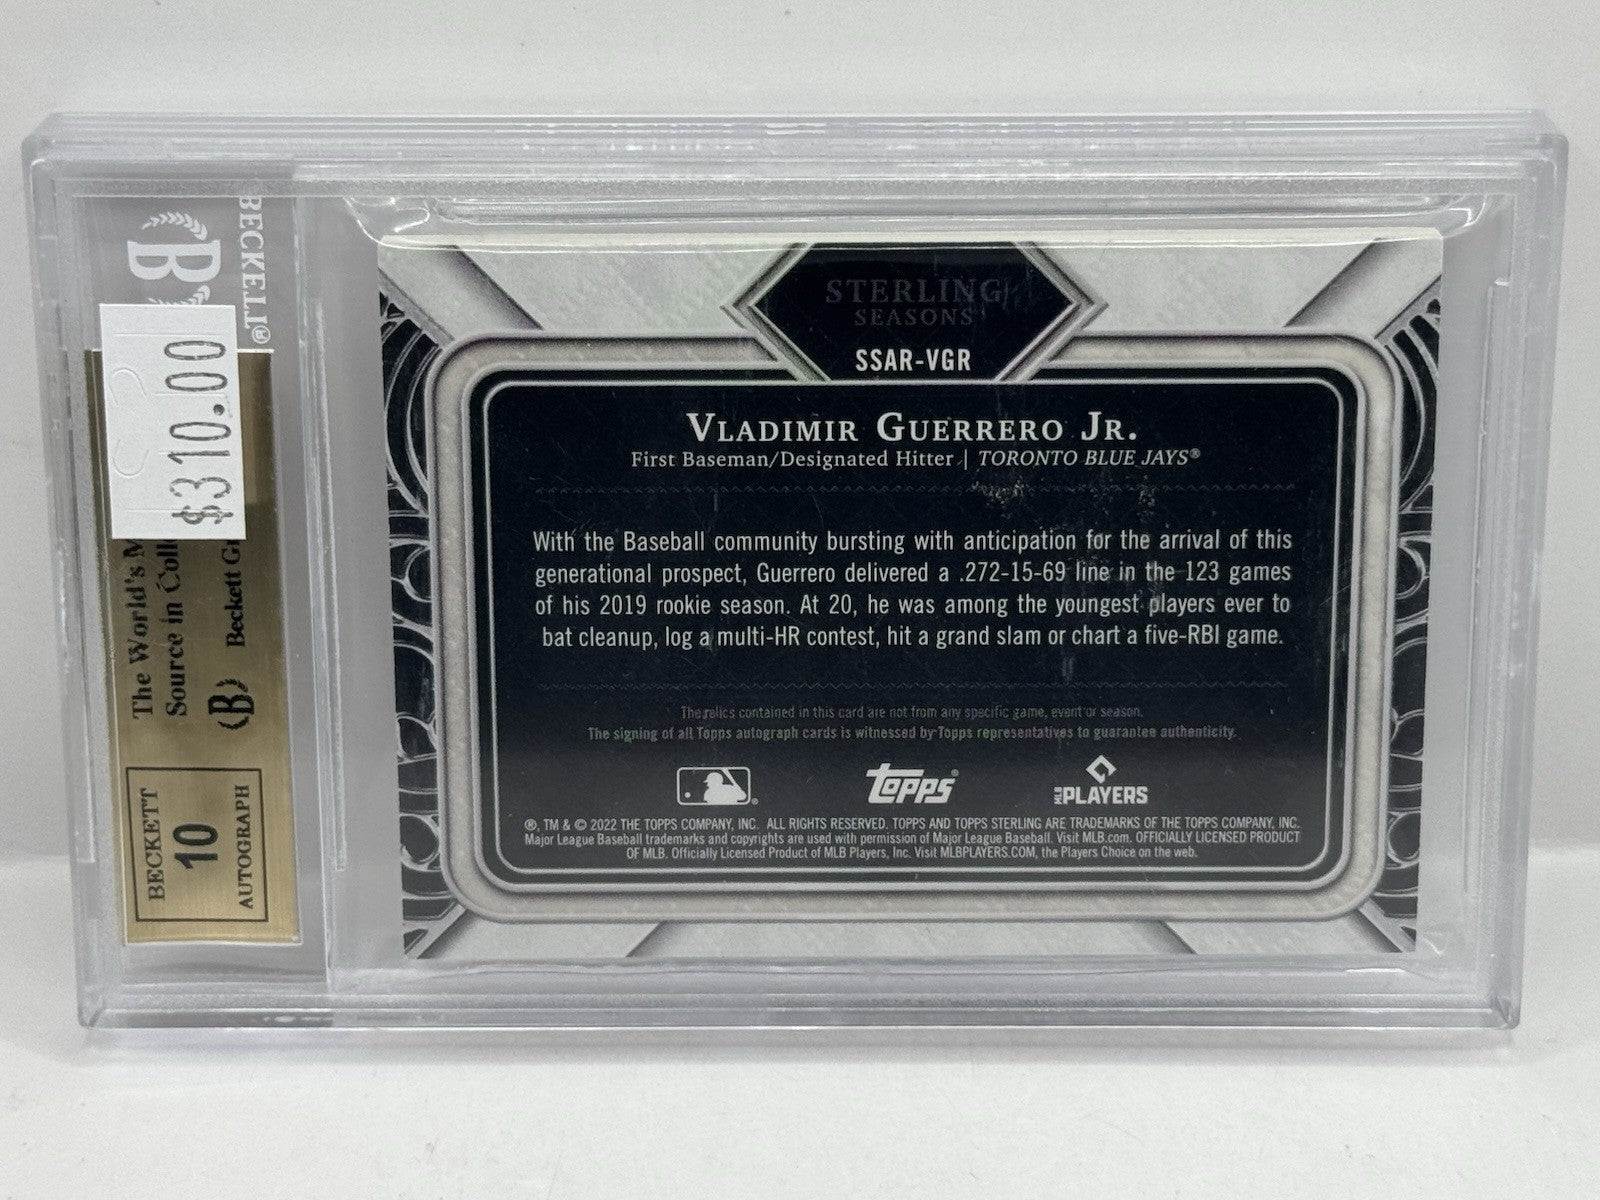 BECKETT®
B
$310.00
The World's
Source in
(B) Beckett
BECKETT
10
AUTOGRAPH
STERLING
SEASONS
SSAR-VGR
VLADIMIR GUERRERO JR.
First Baseman/Designated Hitter | TORONTO BLUE JAYS®
With the Baseball community bursting with anticipation for the arrival of this
generational prospect, Guerrero delivered a .272-15-69 line in the 123 games
of his 2019 rookie season. At 20, he was among the youngest players ever to
bat cleanup, log a multi-HR contest, hit a grand slam or chart a five-RBI game.
The relics contained in this card are not from any specific game, event or season.
The signing of all Topps autograph cards is witnessed by Topps representatives to guarantee authenticity.
topps®
MLB PLAYERS
®, TM & © 2022 THE TOPPS COMPANY, INC. ALL RIGHTS RESERVED. TOPPS AND TOPPS STERLING ARE TRADEMARKS OF THE TOPPS COMPANY, INC.
Major League Baseball trademarks and copyrights are used with permission of Major League Baseball. Visit MLB.com. OFFICIALLY LICENSED PRODUCT
OF MLB. Officially Licensed Product of MLB Players, Inc. Visit MLBPLAYERS.COM, the Players Choice on the web.